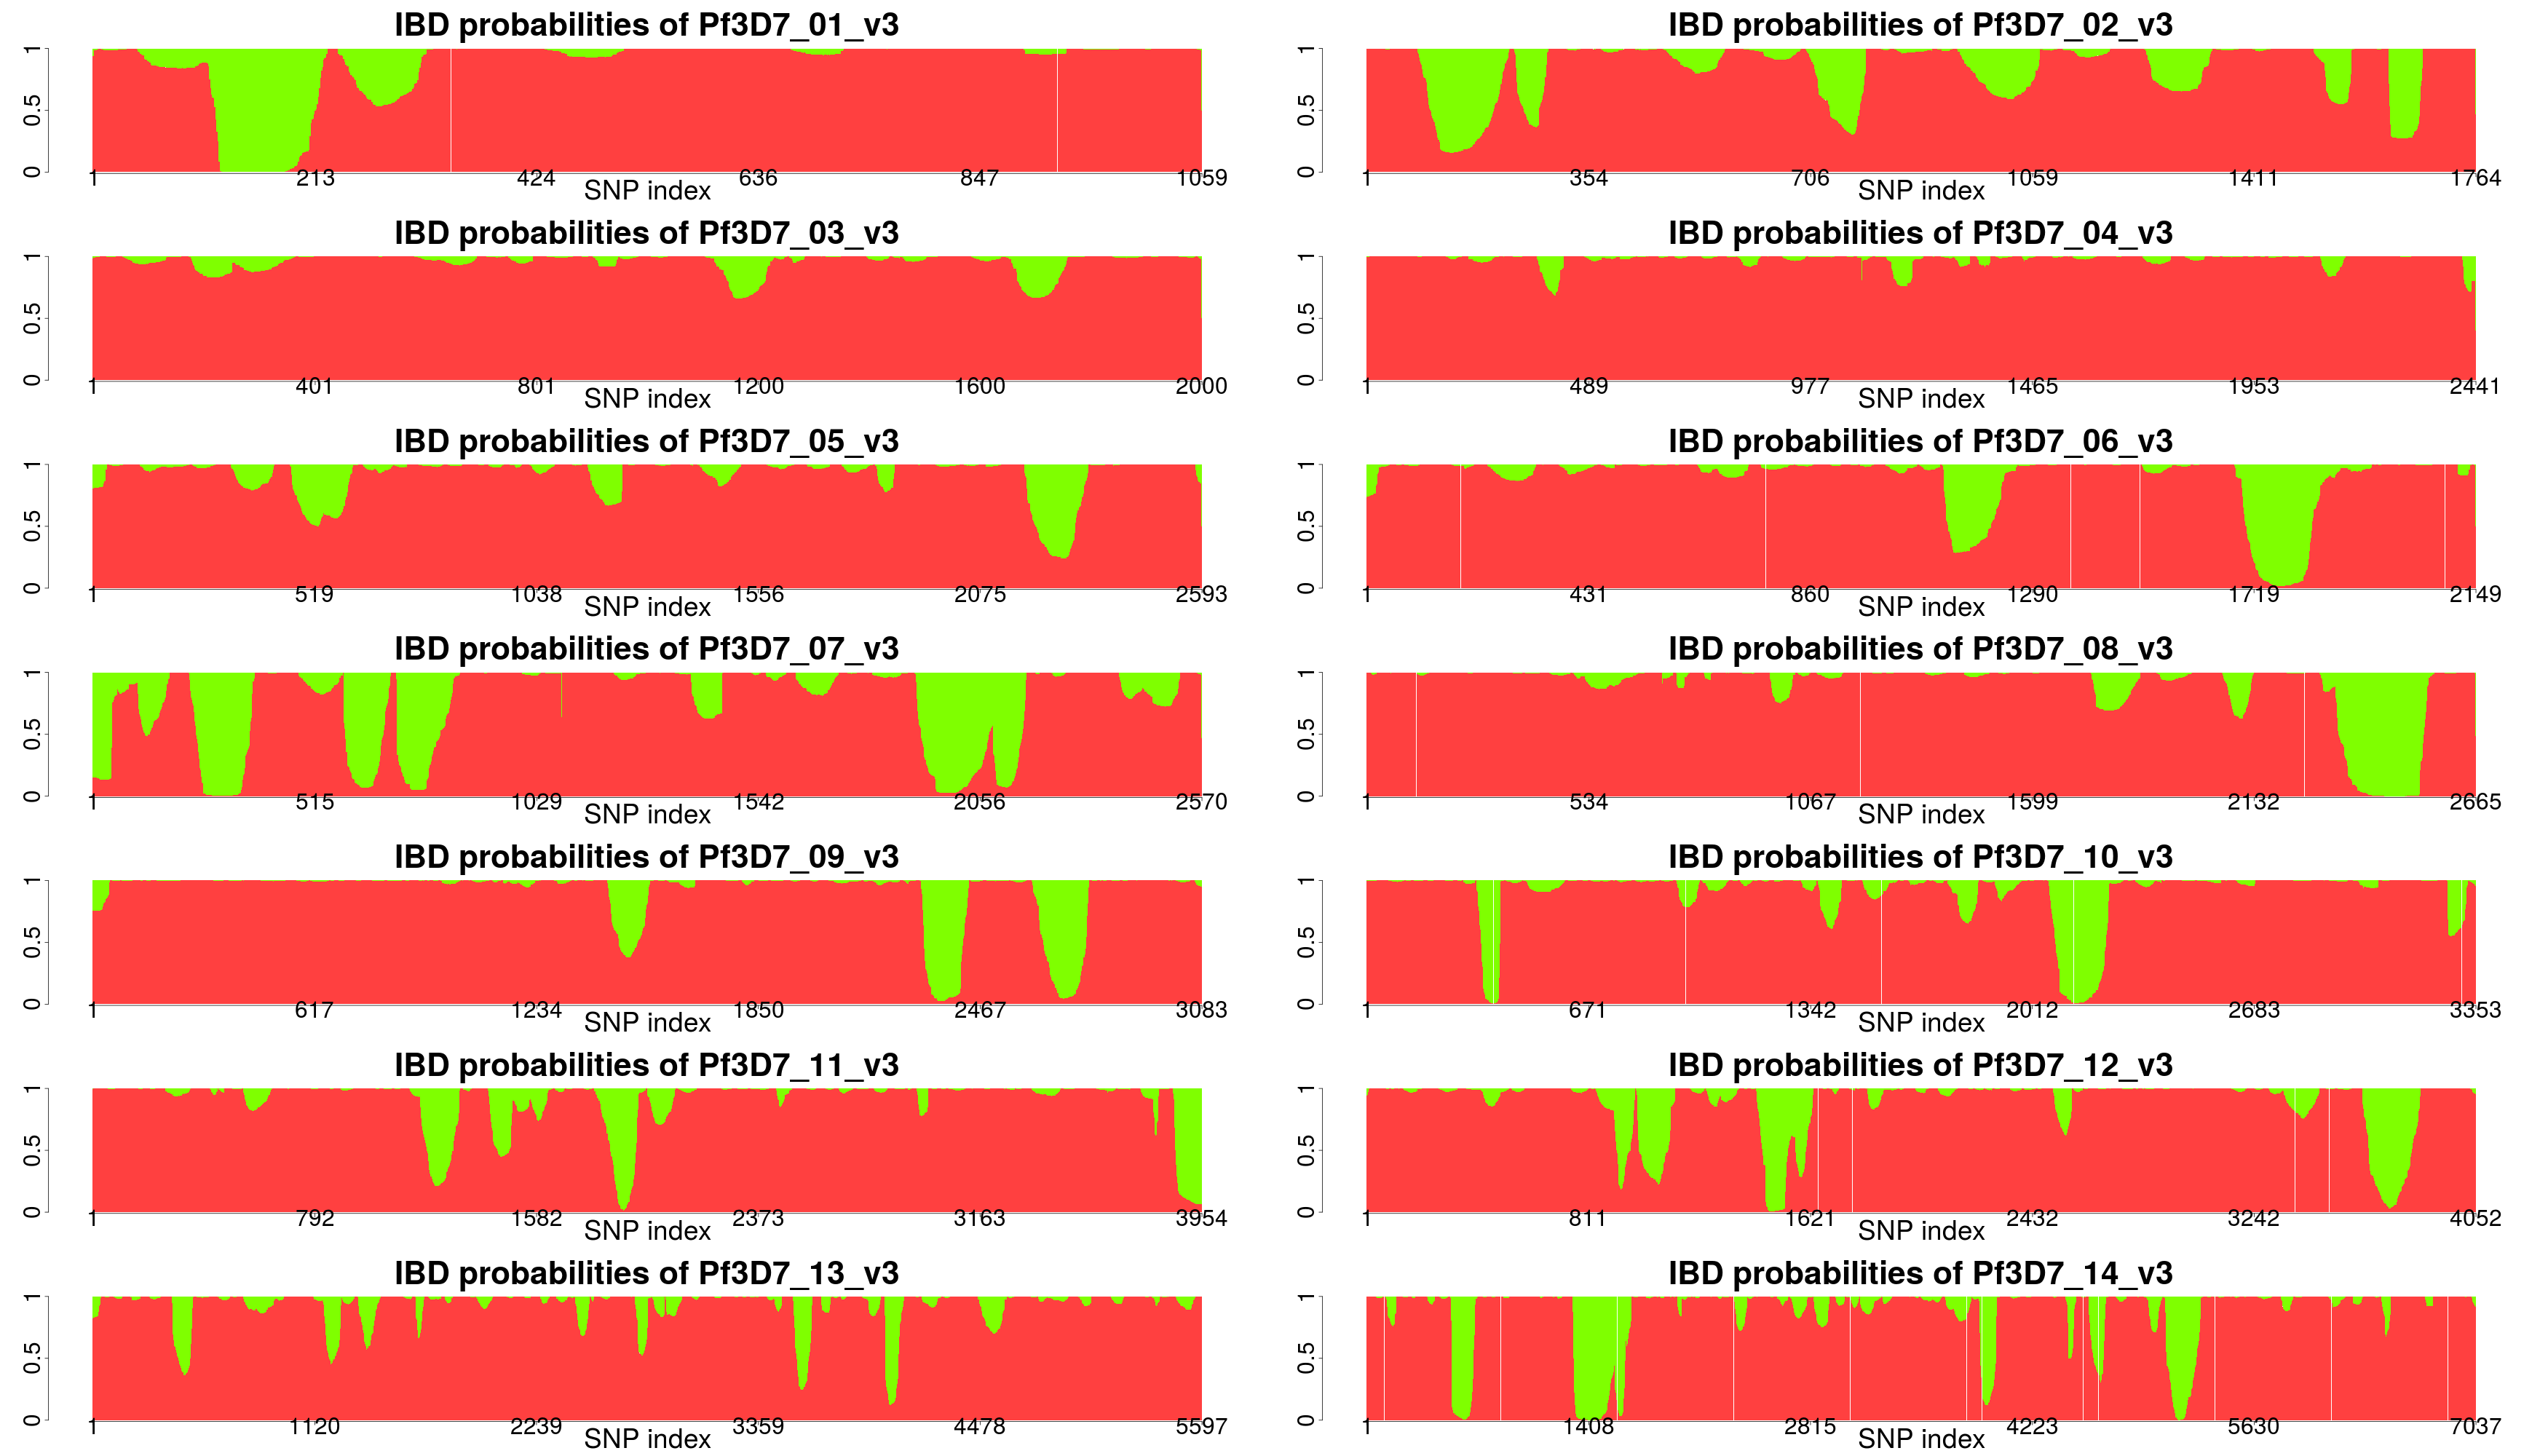 IBD probabilities of Pf3D7_01_v3
0 0.5 1
1 213 424 636 847 1059
SNP index
IBD probabilities of Pf3D7_02_v3
0 0.5 1
1 354 706 1059 1411 1764
SNP index
IBD probabilities of Pf3D7_03_v3
0 0.5 1
1 401 801 1200 1600 2000
SNP index
IBD probabilities of Pf3D7_04_v3
0 0.5 1
1 489 977 1465 1953 2441
SNP index
IBD probabilities of Pf3D7_05_v3
0 0.5 1
1 519 1038 1556 2075 2593
SNP index
IBD probabilities of Pf3D7_06_v3
0 0.5 1
1 431 860 1290 1719 2149
SNP index
IBD probabilities of Pf3D7_07_v3
0 0.5 1
1 515 1029 1542 2056 2570
SNP index
IBD probabilities of Pf3D7_08_v3
0 0.5 1
1 534 1067 1599 2132 2665
SNP index
IBD probabilities of Pf3D7_09_v3
0 0.5 1
1 617 1234 1850 2467 3083
SNP index
IBD probabilities of Pf3D7_10_v3
0 0.5 1
1 671 1342 2012 2683 3353
SNP index
IBD probabilities of Pf3D7_11_v3
0 0.5 1
1 792 1582 2373 3163 3954
SNP index
IBD probabilities of Pf3D7_12_v3
0 0.5 1
1 811 1621 2432 3242 4052
SNP index
IBD probabilities of Pf3D7_13_v3
0 0.5 1
1 1120 2239 3359 4478 5597
SNP index
IBD probabilities of Pf3D7_14_v3
0 0.5 1
1 1408 2815 4223 5630 7037
SNP index